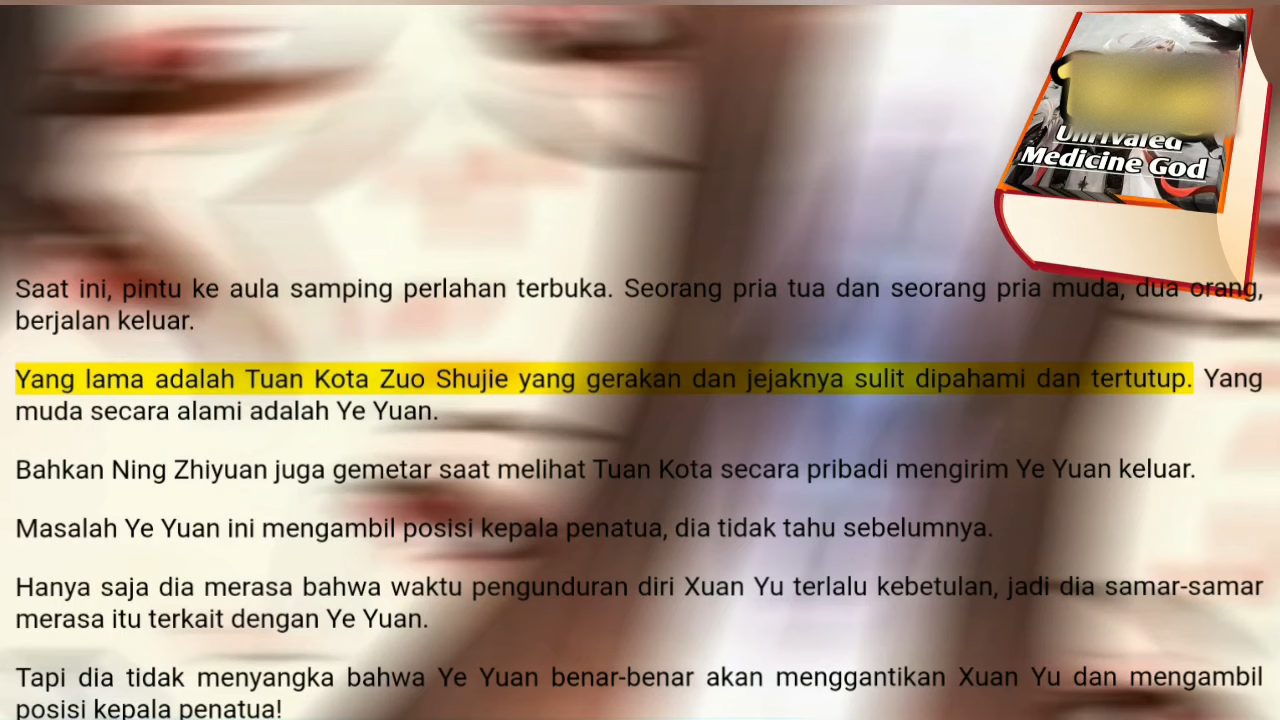 Unrivaled
Medicine God
Saat ini, pintu ke aula samping perlahan terbuka. Seorang pria tua dan seorang pria muda, dua orang,
berjalan keluar.
Yang lama adalah Tuan Kota Zuo Shujie yang gerakan dan jejaknya sulit dipahami dan tertutup. Yang
muda secara alami adalah Ye Yuan.
Bahkan Ning Zhiyuan juga gemetar saat melihat Tuan Kota secara pribadi mengirim Ye Yuan keluar.
Masalah Ye Yuan ini mengambil posisi kepala penatua, dia tidak tahu sebelumnya.
Hanya saja dia merasa bahwa waktu pengunduran diri Xuan Yu terlalu kebetulan, jadi dia samar-samar
merasa itu terkait dengan Ye Yuan.
Tapi dia tidak menyangka bahwa Ye Yuan benar-benar akan menggantikan Xuan Yu dan mengambil
posisi kepala penatua!